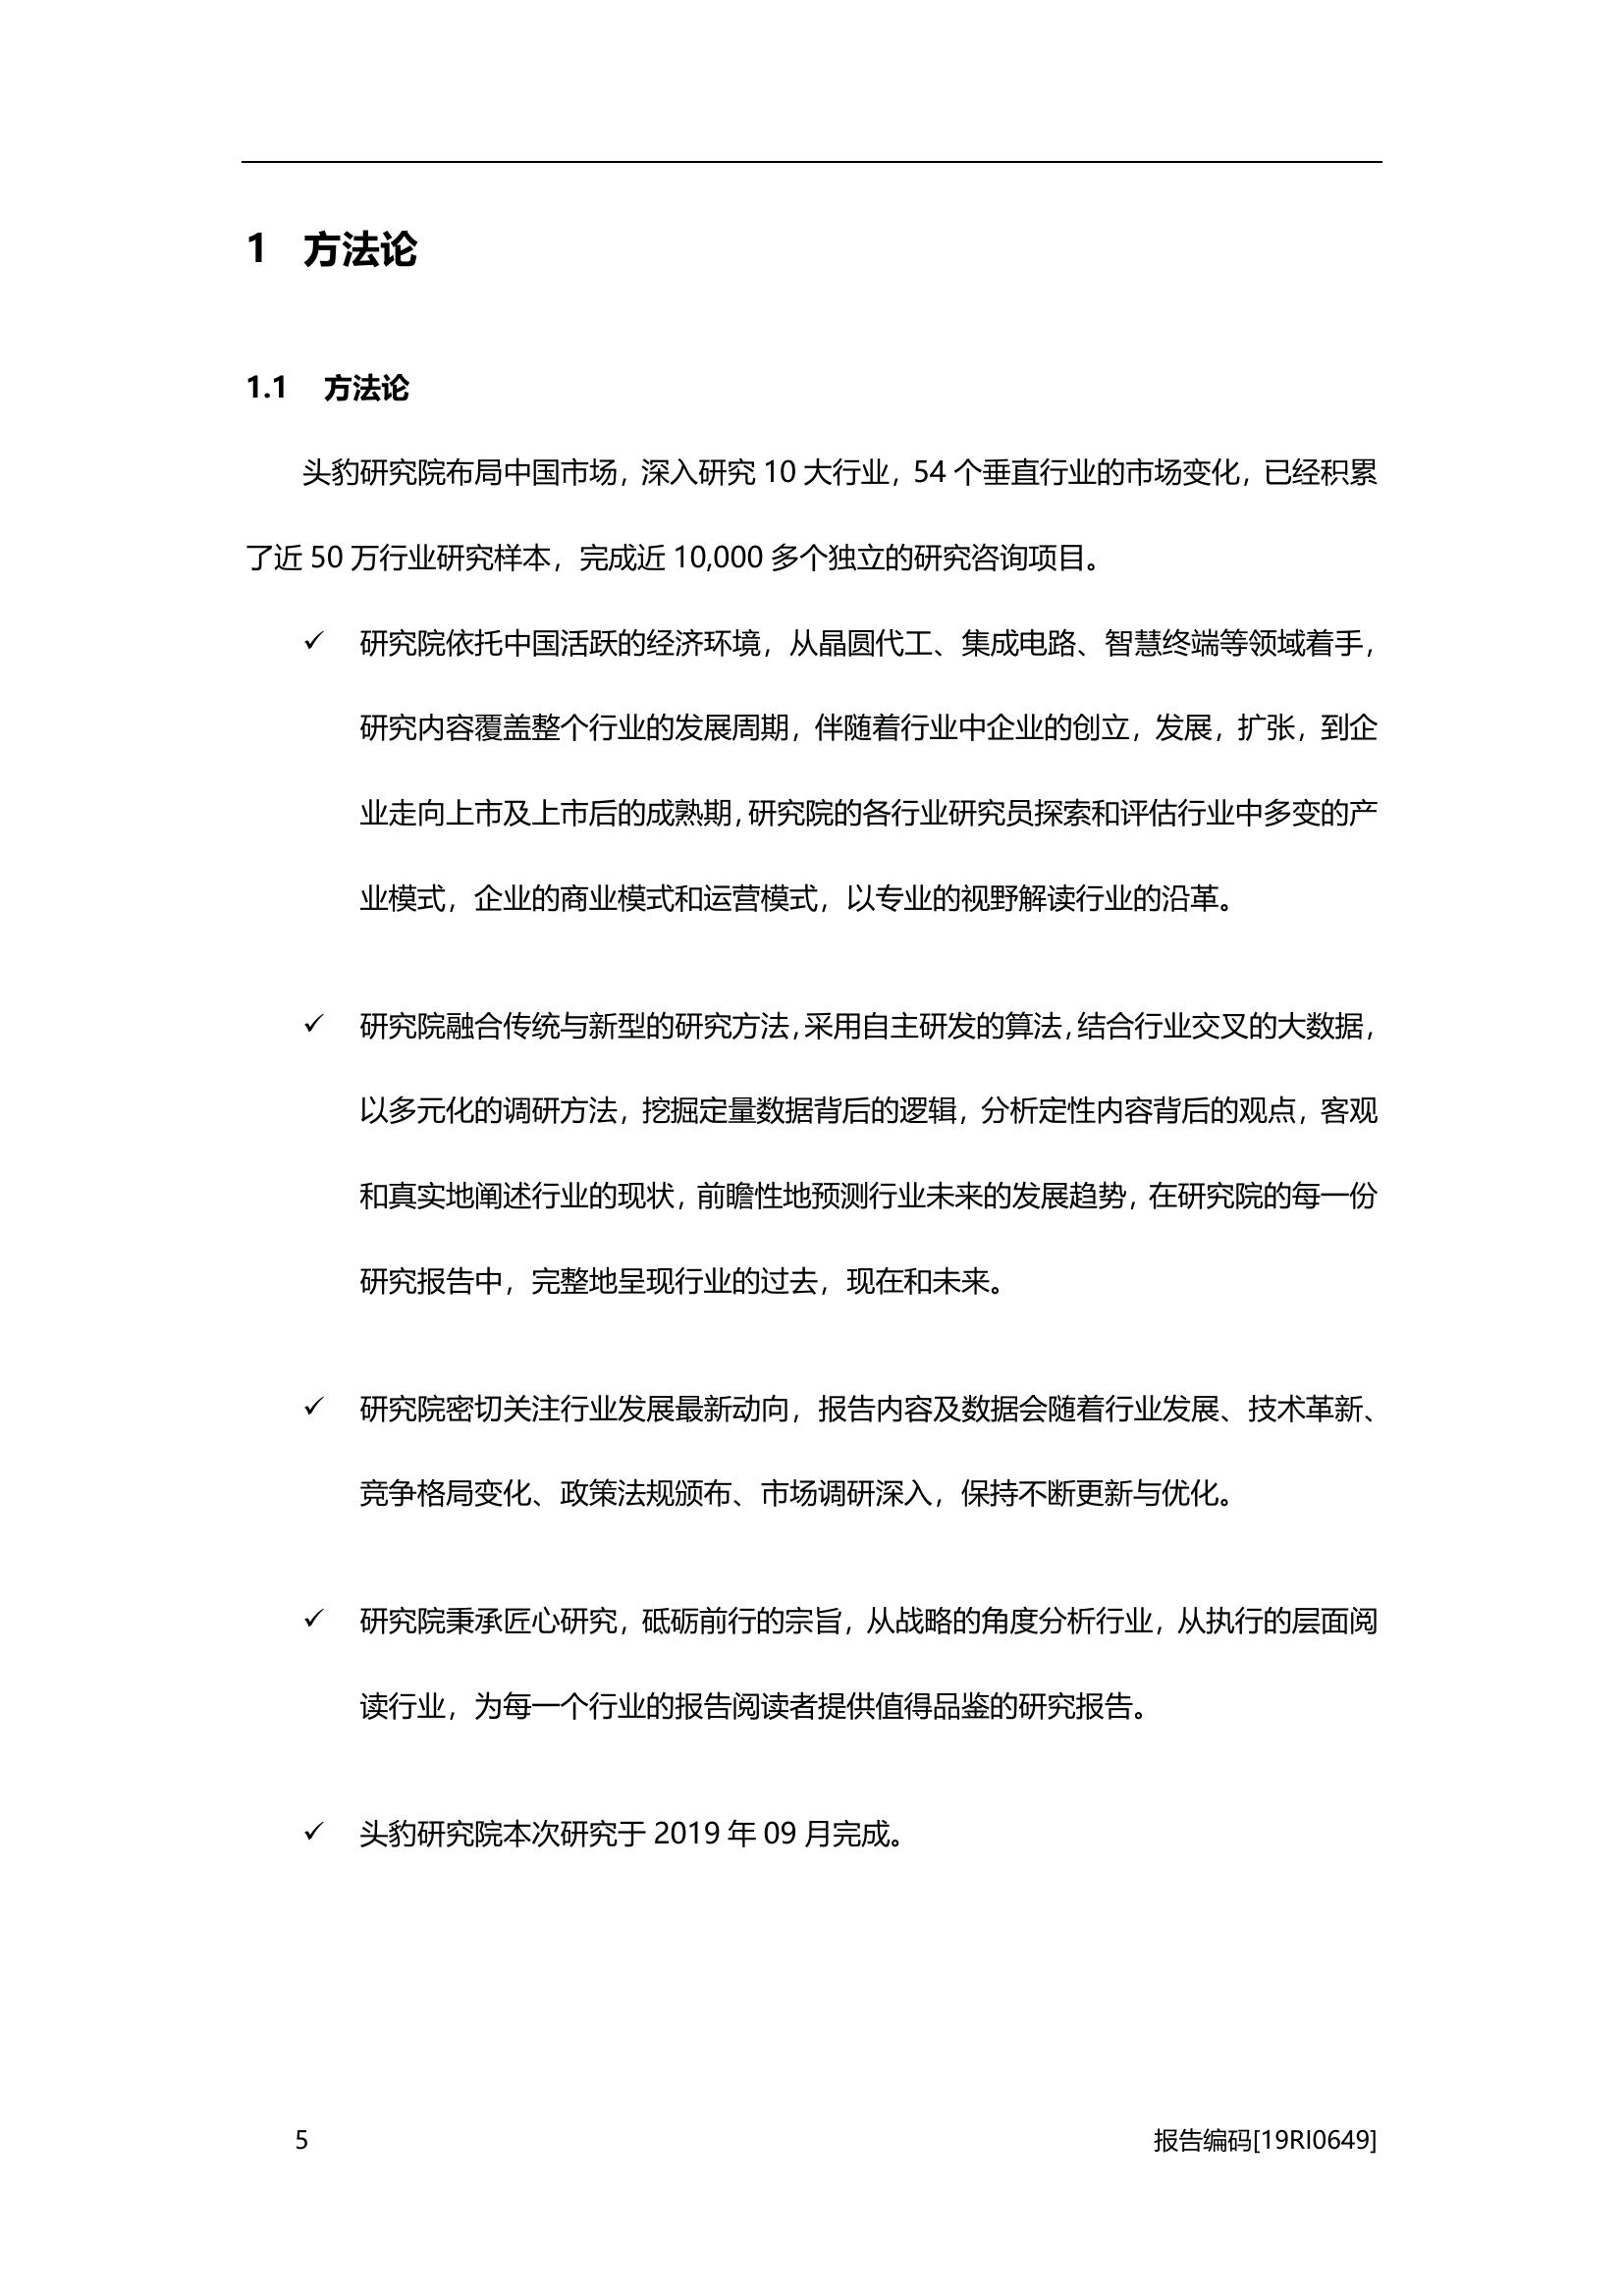 1 方法论
1.1 方法论
头豹研究院布局中国市场，深入研究 10 大行业，54 个垂直行业的市场变化，已经积累
了近 50 万行业研究样本，完成近 10,000 多个独立的研究咨询项目。
✓ 研究院依托中国活跃的经济环境，从晶圆代工、集成电路、智慧终端等领域着手，
研究内容覆盖整个行业的发展周期，伴随着行业中企业的创立，发展，扩张，到企
业走向上市及上市后的成熟期，研究院的各行业研究员探索和评估行业中多变的产
业模式，企业的商业模式和运营模式，以专业的视野解读行业的沿革。
✓ 研究院融合传统与新型的研究方法，采用自主研发的算法，结合行业交叉的大数据，
以多元化的调研方法，挖掘定量数据背后的逻辑，分析定性内容背后的观点，客观
和真实地阐述行业的现状，前瞻性地预测行业未来的发展趋势，在研究院的每一份
研究报告中，完整地呈现行业的过去，现在和未来。
✓ 研究院密切关注行业发展最新动向，报告内容及数据会随着行业发展、技术革新、
竞争格局变化、政策法规颁布、市场调研深入，保持不断更新与优化。
✓ 研究院秉承匠心研究，砥砺前行的宗旨，从战略的角度分析行业，从执行的层面阅
读行业，为每一个行业的报告阅读者提供值得品鉴的研究报告。
✓ 头豹研究院本次研究于 2019 年 09 月完成。
5 报告编码[19RI0649]